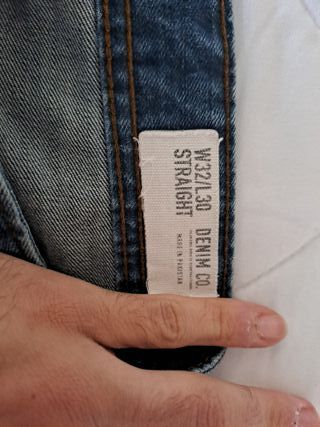 W32/L30 DENIM CO.
STRAIGHT
MADE IN PAKISTAN